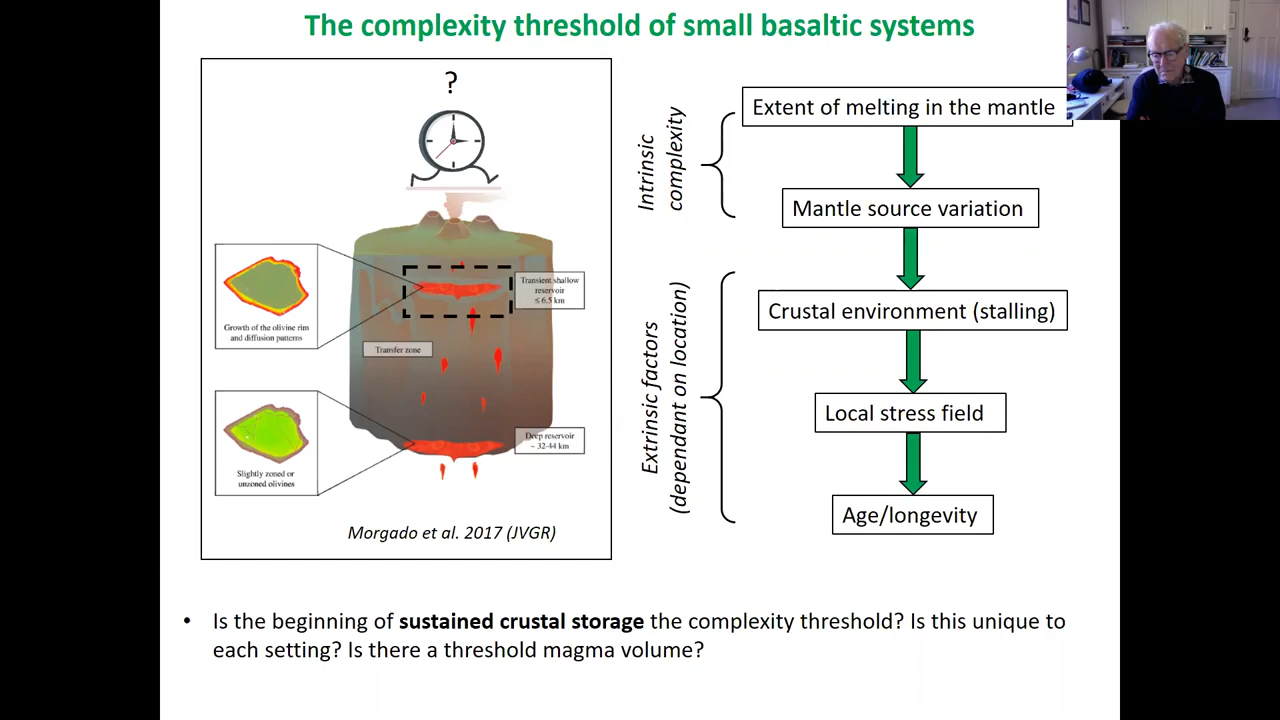 The complexity threshold of small basaltic systems
?
Transient shallow
reservoir
≤ 6.5 km
Growth of the olivine rim
and diffusion patterns
Transfer zone
Deep reservoir
~ 32-44 km
Slightly zoned or
unzoned olivines
Morgado et al. 2017 (JVGR)
Intrinsic
complexity
Extrinsic factors
(dependant on location)
Extent of melting in the mantle
Mantle source variation
Crustal environment (stalling)
Local stress field
Age/longevity
• Is the beginning of sustained crustal storage the complexity threshold? Is this unique to
each setting? Is there a threshold magma volume?